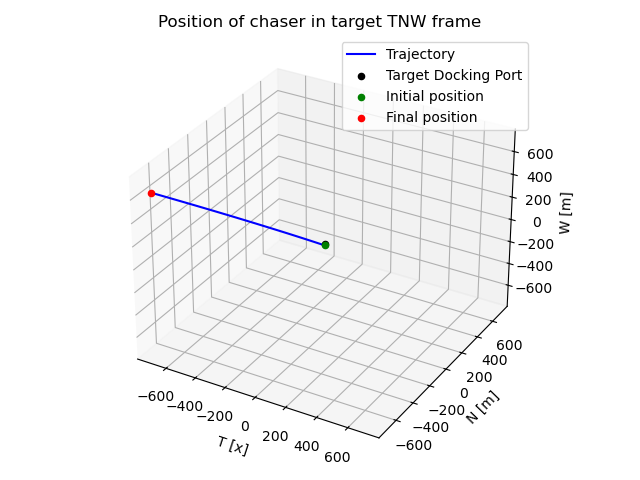 Position of chaser in target TNW frame
Trajectory
Target Docking Port
Initial position
Final position
600
400
200
0
−200
−400
−600
W [m]
600
400
200
0
−200
−400
−600
N [m]
−600
−400
−200
0
200
400
600
T [x]